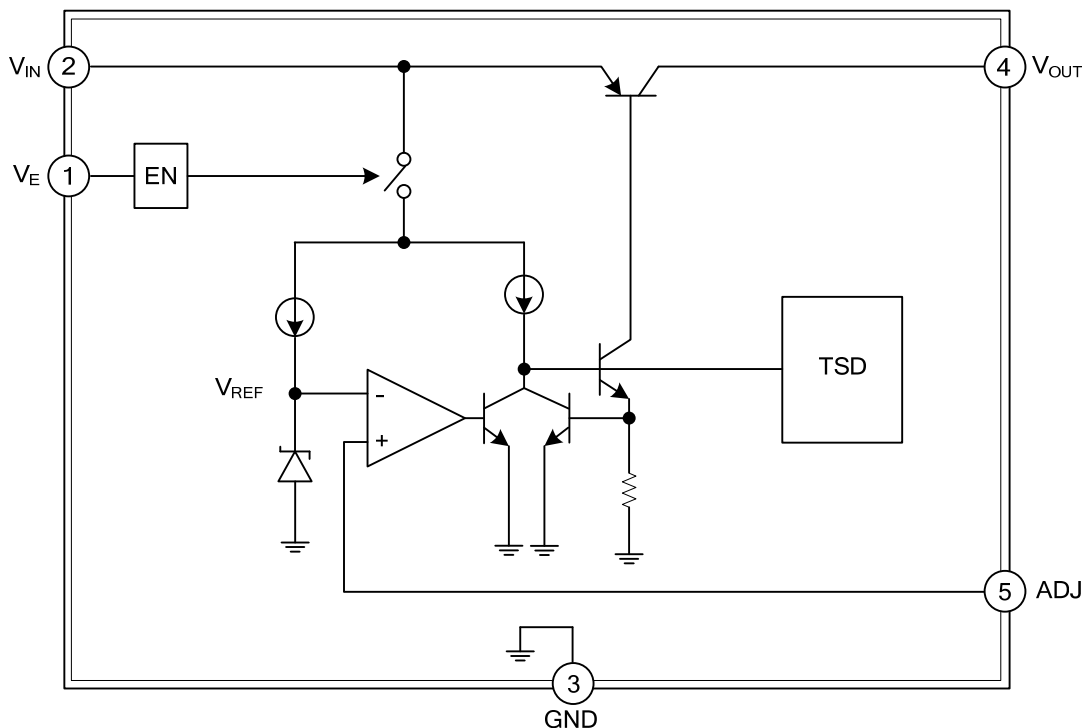 VIN 2
4 VOUT
VE 1 EN
VREF
-
+
TSD
5 ADJ
3
GND